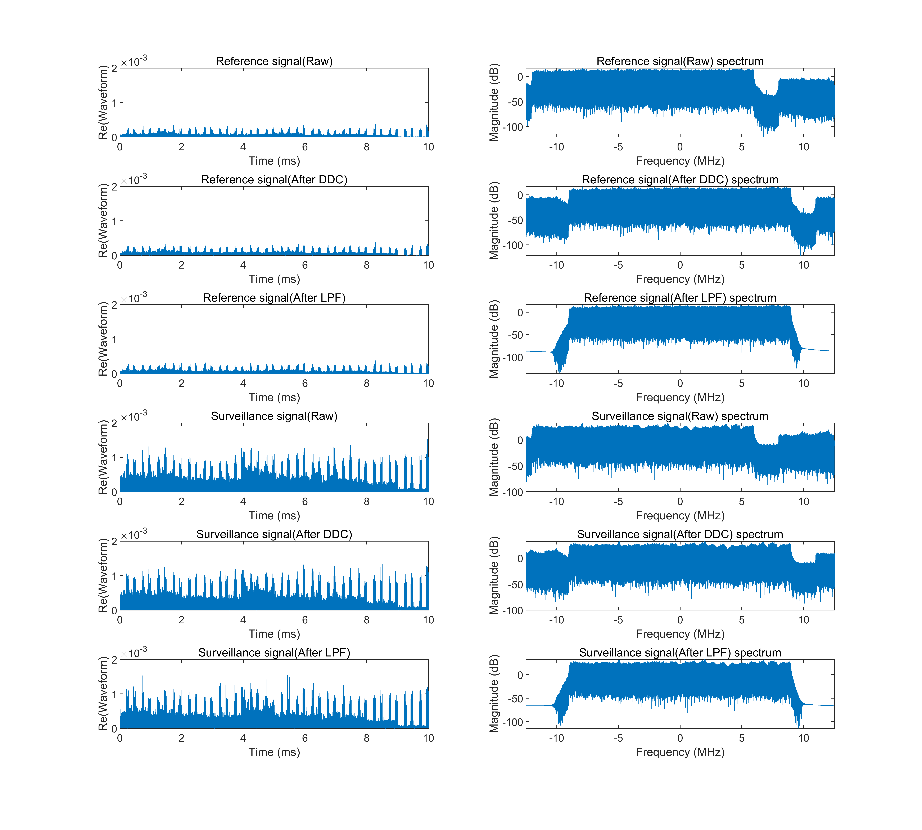 Reference signal(Raw)
×10⁻³
Re(Waveform)
2
1
0
0 2 4 6 8 10
Time (ms)
Reference signal(Raw) spectrum
Magnitude (dB)
0
-50
-100
-10 -5 0 5 10
Frequency (MHz)
Reference signal(After DDC)
×10⁻³
Re(Waveform)
2
1
0
0 2 4 6 8 10
Time (ms)
Reference signal(After DDC) spectrum
Magnitude (dB)
0
-50
-100
-10 -5 0 5 10
Frequency (MHz)
Reference signal(After LPF)
×10⁻³
Re(Waveform)
2
1
0
0 2 4 6 8 10
Time (ms)
Reference signal(After LPF) spectrum
Magnitude (dB)
0
-50
-100
-10 -5 0 5 10
Frequency (MHz)
Surveillance signal(Raw)
×10⁻³
Re(Waveform)
2
1
0
0 2 4 6 8 10
Time (ms)
Surveillance signal(Raw) spectrum
Magnitude (dB)
0
-50
-100
-10 -5 0 5 10
Frequency (MHz)
Surveillance signal(After DDC)
×10⁻³
Re(Waveform)
2
1
0
0 2 4 6 8 10
Time (ms)
Surveillance signal(After DDC) spectrum
Magnitude (dB)
0
-50
-100
-10 -5 0 5 10
Frequency (MHz)
Surveillance signal(After LPF)
×10⁻³
Re(Waveform)
2
1
0
0 2 4 6 8 10
Time (ms)
Surveillance signal(After LPF) spectrum
Magnitude (dB)
0
-50
-100
-10 -5 0 5 10
Frequency (MHz)